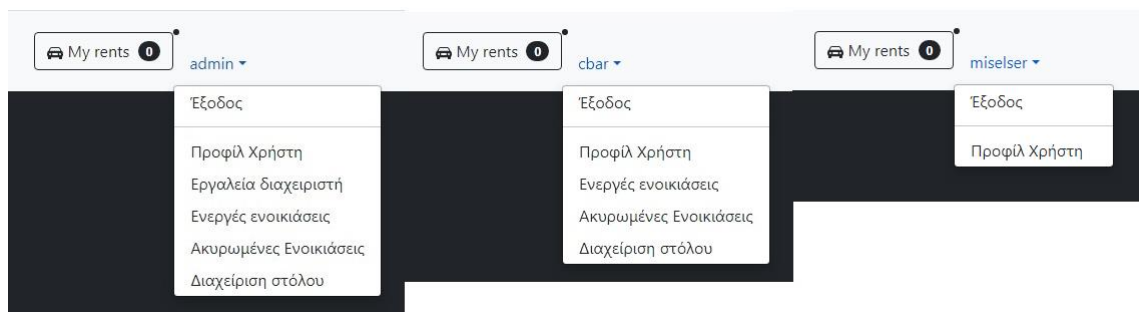 My rents 0
admin
Έξοδος
Προφίλ Χρήστη
Εργαλεία διαχειριστή
Ενεργές ενοικιάσεις
Ακυρωμένες Ενοικιάσεις
Διαχείριση στόλου
My rents 0
cbar
Έξοδος
Προφίλ Χρήστη
Ενεργές ενοικιάσεις
Ακυρωμένες Ενοικιάσεις
Διαχείριση στόλου
My rents 0
miselser
Έξοδος
Προφίλ Χρήστη